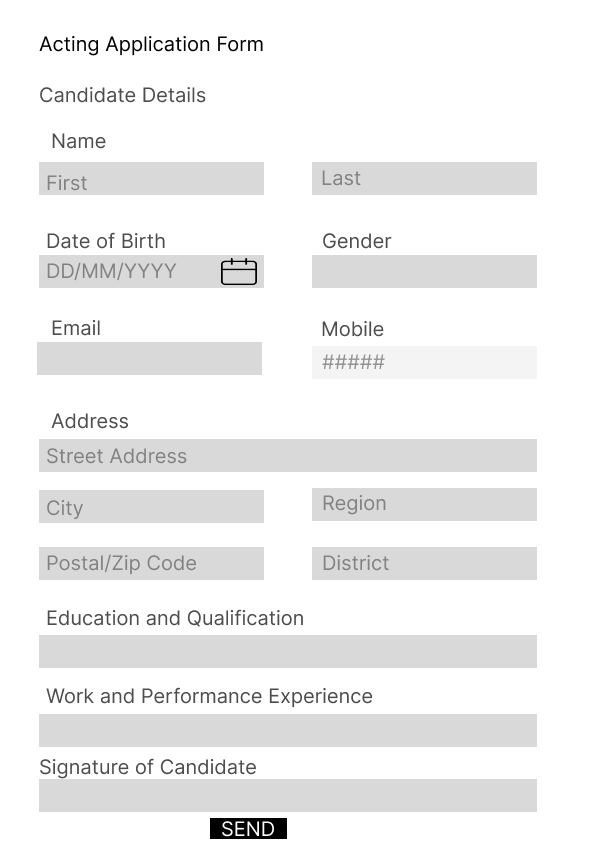 Acting Application Form
Candidate Details
Name
First Last
Date of Birth Gender
DD/MM/YYYY
Email Mobile
#####
Address
Street Address
City Region
Postal/Zip Code District
Education and Qualification
Work and Performance Experience
Signature of Candidate
SEND